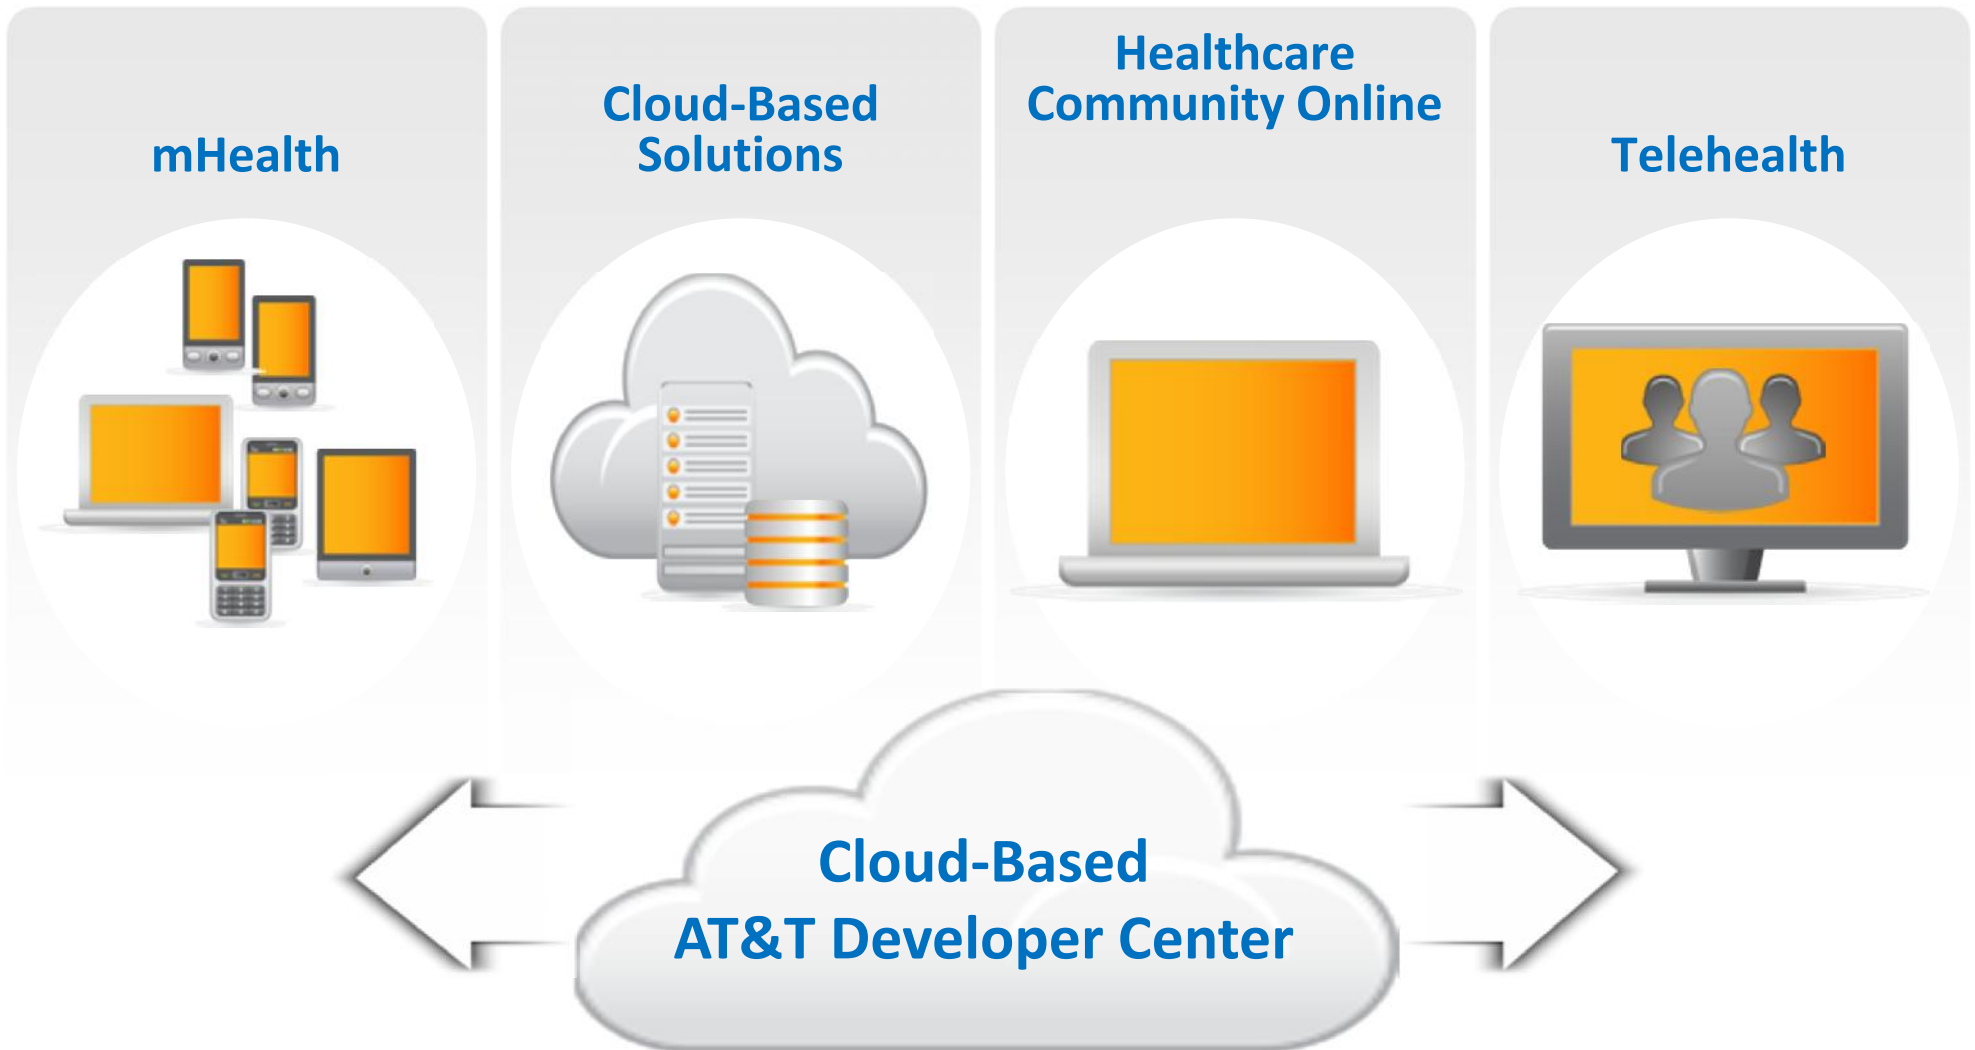 mHealth
Cloud-Based
Solutions
Healthcare
Community Online
Telehealth
Cloud-Based
AT&T Developer Center